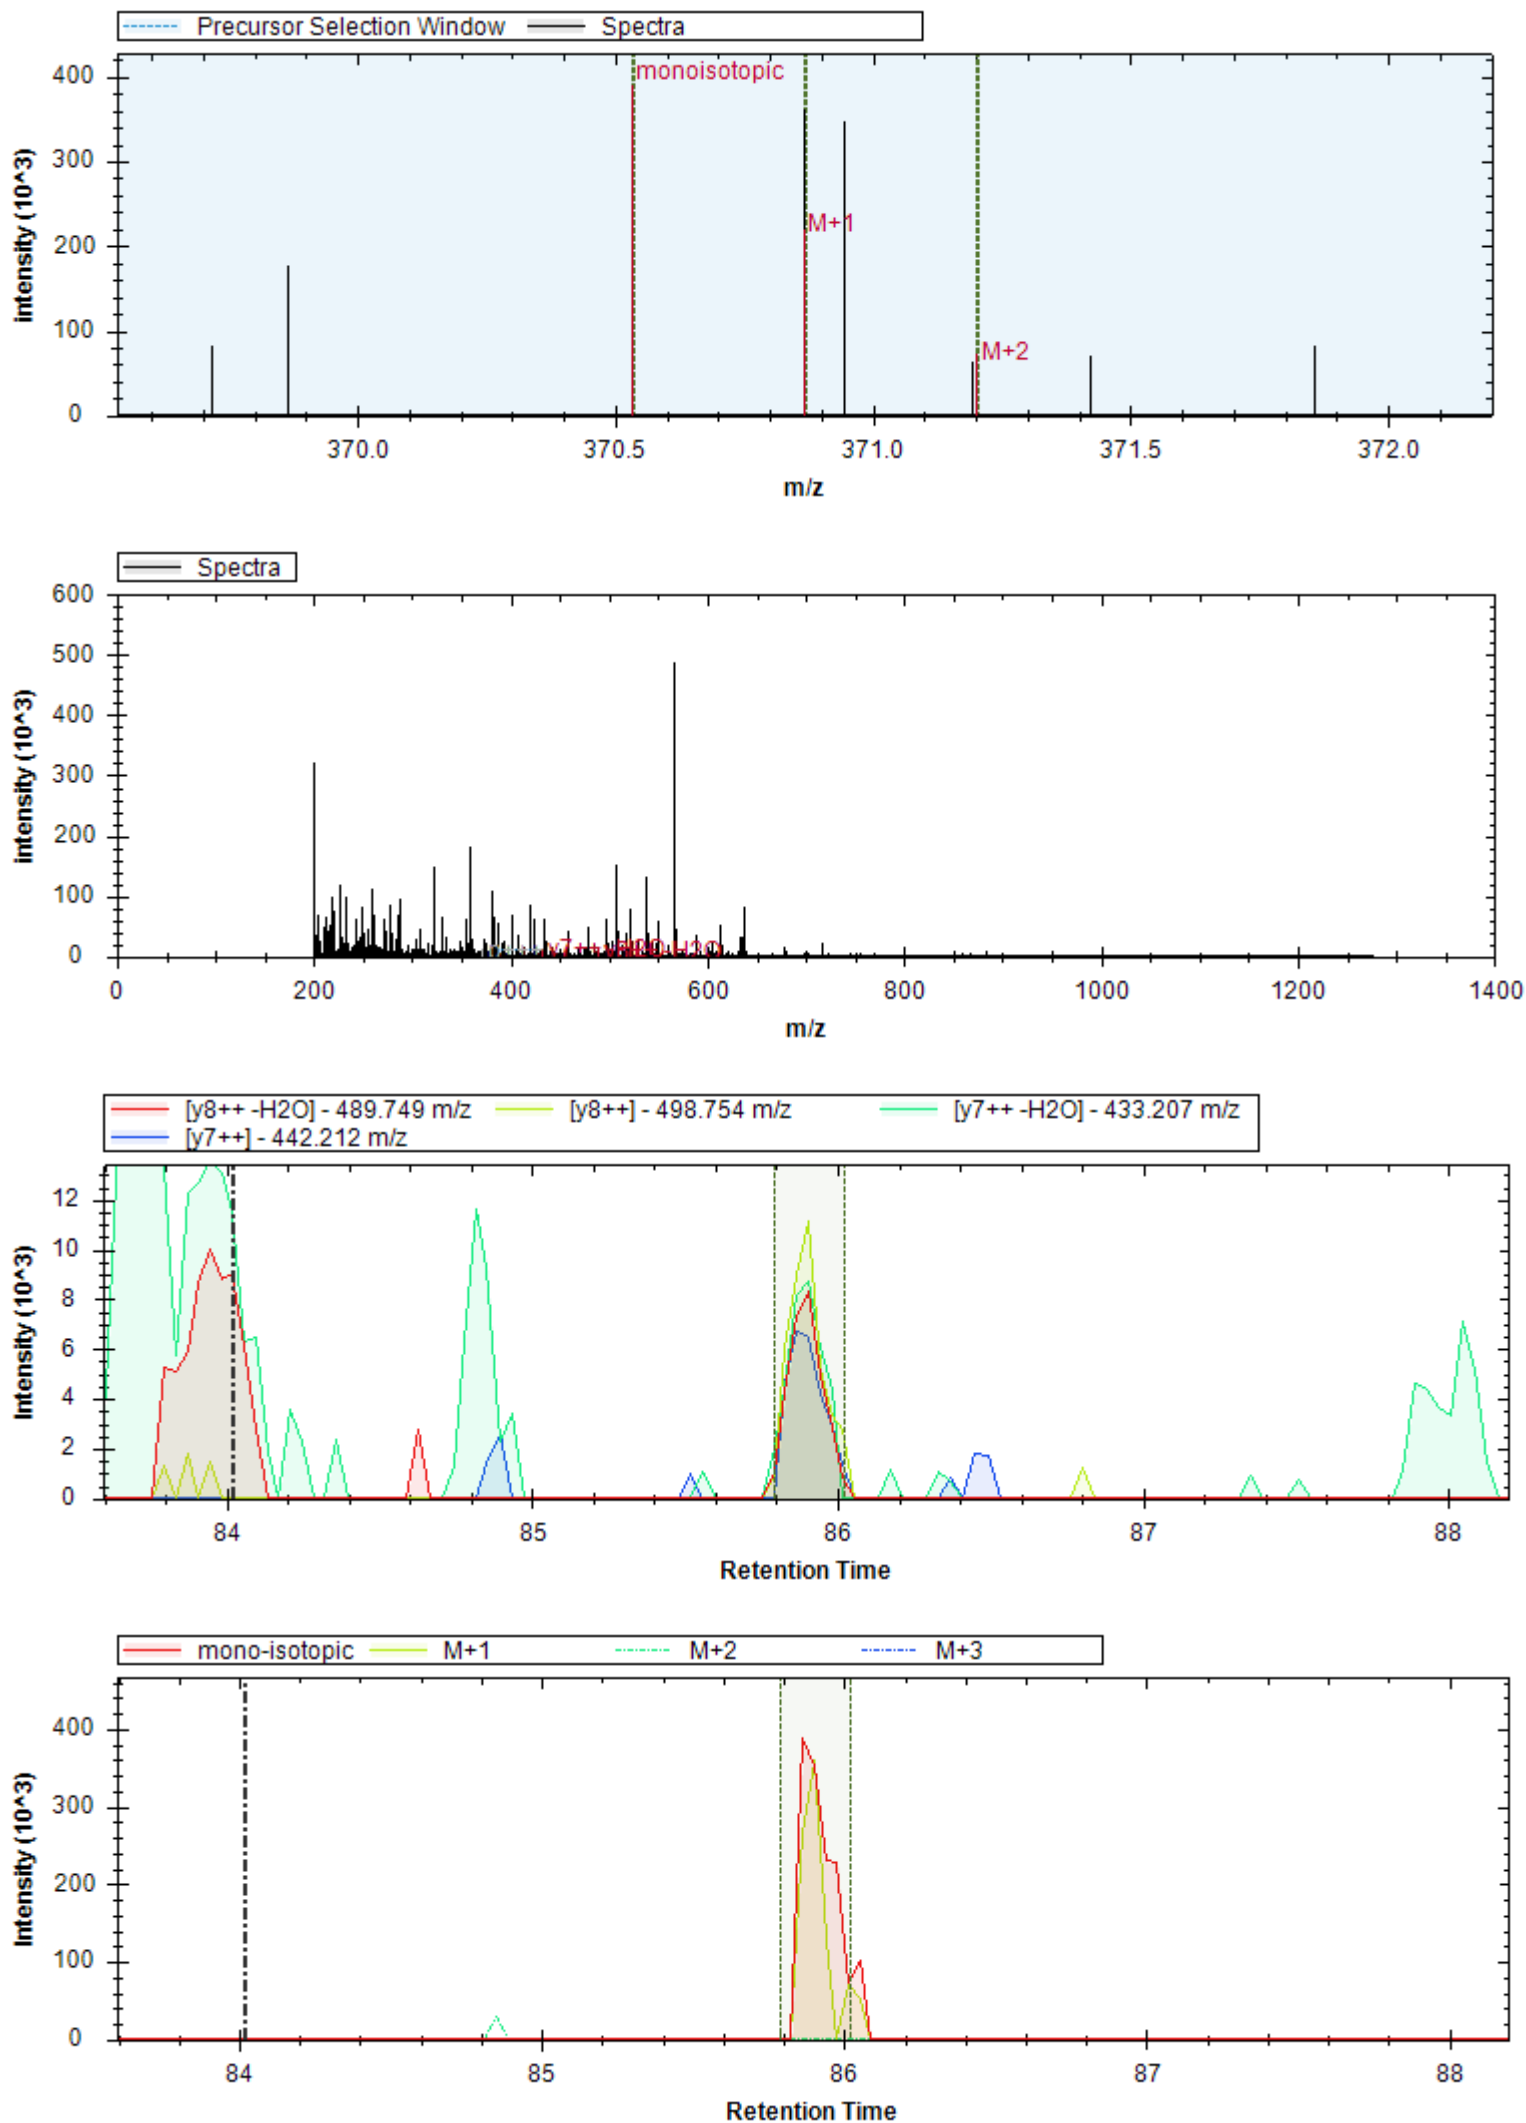 Precursor Selection Window Spectra
400
300
200
100
0
monoisotopic
M+1
M+2
370.0 370.5 371.0 371.5 372.0
m/z
intensity (10^3)
Spectra
600
500
400
300
200
100
0
0 200 400 600 800 1000 1200 1400
m/z
intensity (10^3)
[y8++ -H2O] - 489.749 m/z [y8++] - 498.754 m/z [y7++ -H2O] - 433.207 m/z
[y7++] - 442.212 m/z
12
10
8
6
4
2
0
84 85 86 87 88
Retention Time
Intensity (10^3)
mono-isotopic M+1 M+2 M+3
400
300
200
100
0
84 85 86 87 88
Retention Time
Intensity (10^3)